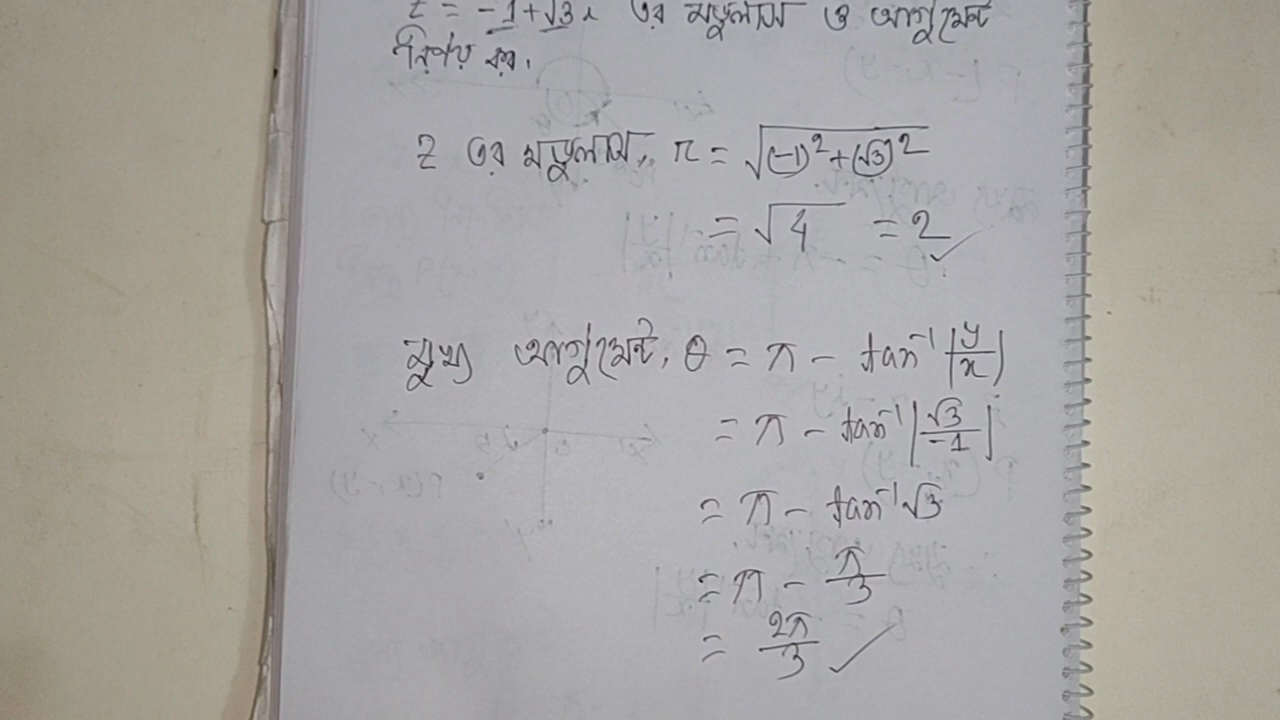 z = -1+√3i এর মডুলাস ও আর্গুমেন্ট
নির্ণয় কর।
z এর মডুলাস, r = √(-1)² + (√3)²
= √4 = 2
মুখ্য আর্গুমেন্ট, θ = π - tan⁻¹ |y/x|
= π - tan⁻¹ |√3/-1|
= π - tan⁻¹ √3
= π - π/3
= 2π/3